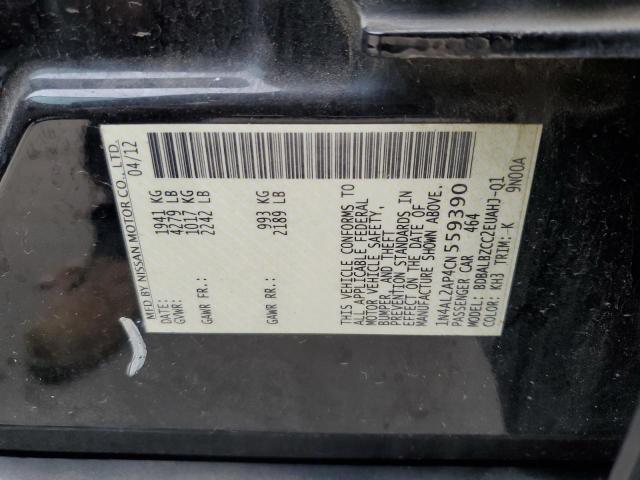 MFD BY NISSAN MOTOR CO., LTD.
DATE: 04/12
GVWR: 1941 KG
4279 LB
GAWR FR.: 1017 KG
2242 LB
GAWR RR.: 993 KG
2189 LB
THIS VEHICLE CONFORMS TO
ALL APPLICABLE FEDERAL
MOTOR VEHICLE SAFETY,
BUMPER, AND THEFT
PREVENTION STANDARDS IN
EFFECT ON THE DATE OF
MANUFACTURE SHOWN ABOVE.
1N4AL2AP4CN 559390
PASSENGER CAR 464
MODEL: BDBALBZCCZEUAHJ-Q1
COLOR: KH3 TRIM:-K 9N00A